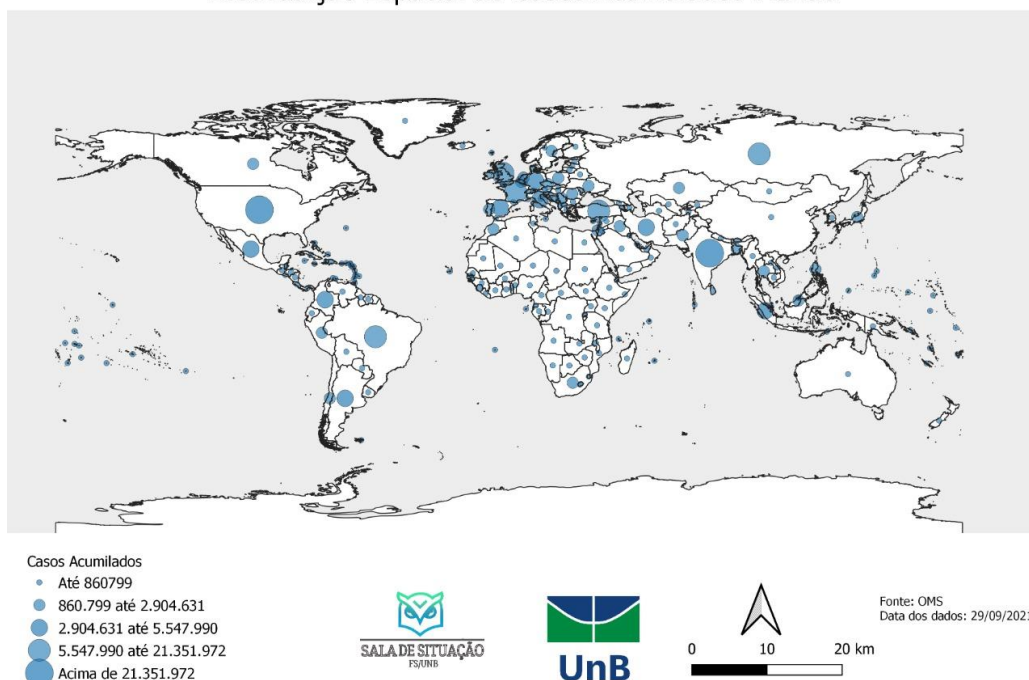 Casos Acumilados
Até 860799
860.799 até 2.904.631
2.904.631 até 5.547.990
5.547.990 até 21.351.972
Acima de 21.351.972
SALA DE SITUAÇÃO
FS/UNB
UnB
0 10 20 km
Fonte: OMS
Data dos dados: 29/09/2021